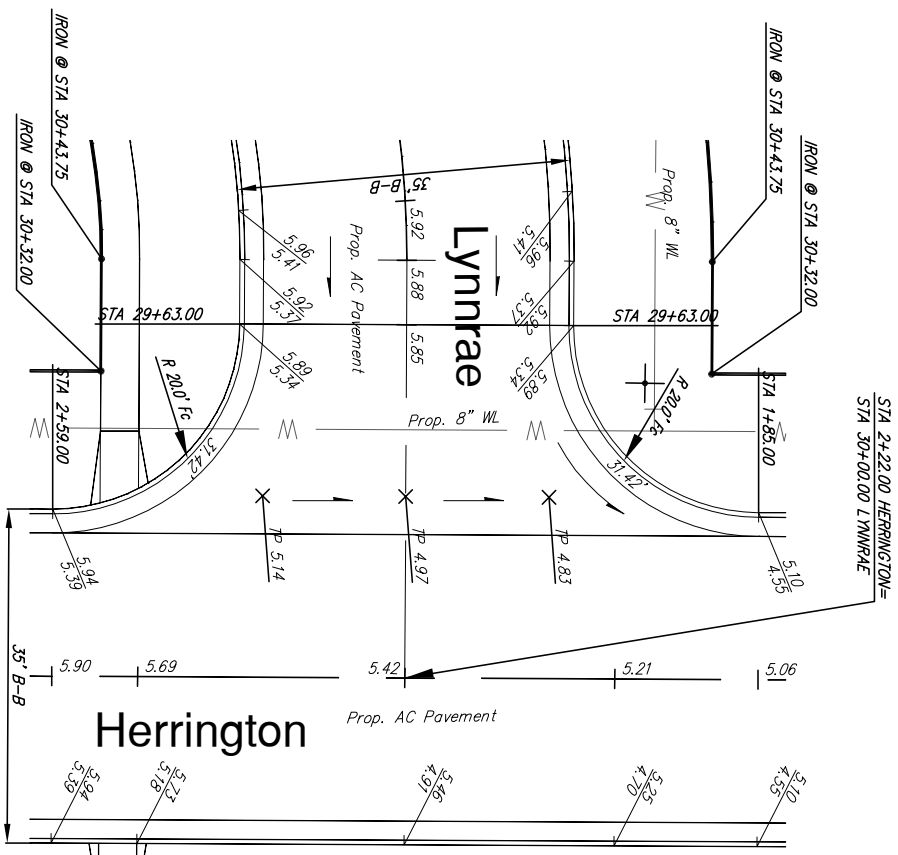 IRON @ STA 30+43.75
IRON @ STA 30+32.00
IRON @ STA 30+43.75
IRON @ STA 30+32.00
STA 2+22.00 HERRINGTON=
STA 30+00.00 LYNNRAE
35' B-B
Lynnrae
Prop. 8" WL
W
5.92
5.88
5.85
Prop. AC Pavement
5.96
5.41
5.92
5.37
5.89
5.34
5.96
5.41
5.92
5.37
5.89
5.34
STA 29+63.00
STA 29+63.00
STA 2+59.00
STA 1+85.00
R 20.0' Fc
R 20.0' Fc
31.42'
31.42'
W
W
Prop. 8" WL
W
W
TP 5.14
TP 4.97
TP 4.83
5.94
5.39
5.10
4.55
35' B-B
5.90
5.69
5.42
5.21
5.06
Herrington
Prop. AC Pavement
5.94
5.39
5.73
5.18
5.46
4.91
5.25
4.70
5.10
4.55